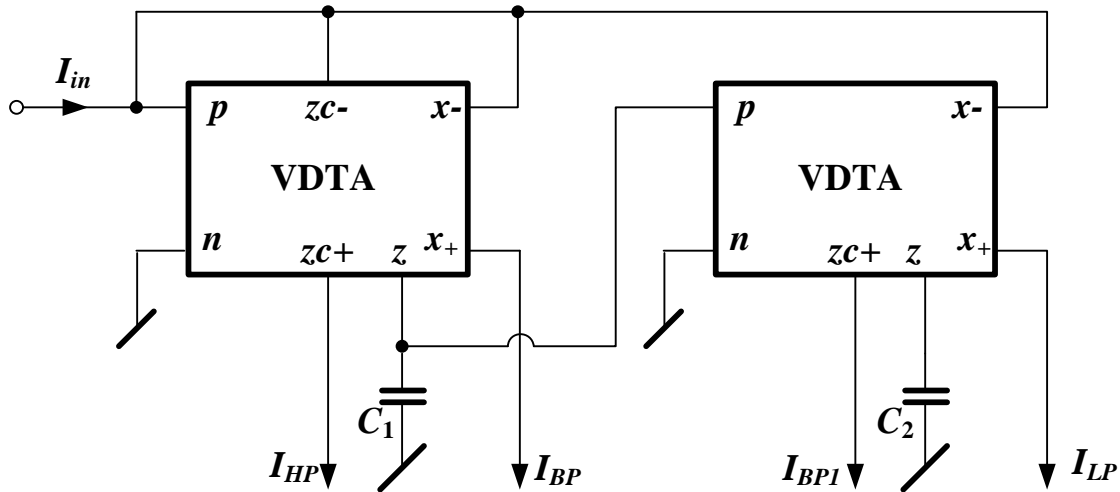 I_in
p zc- x-
VDTA
n zc+ z x+
p x-
VDTA
n zc+ z x+
C1
C2
I_HP
I_BP
I_BP1
I_LP